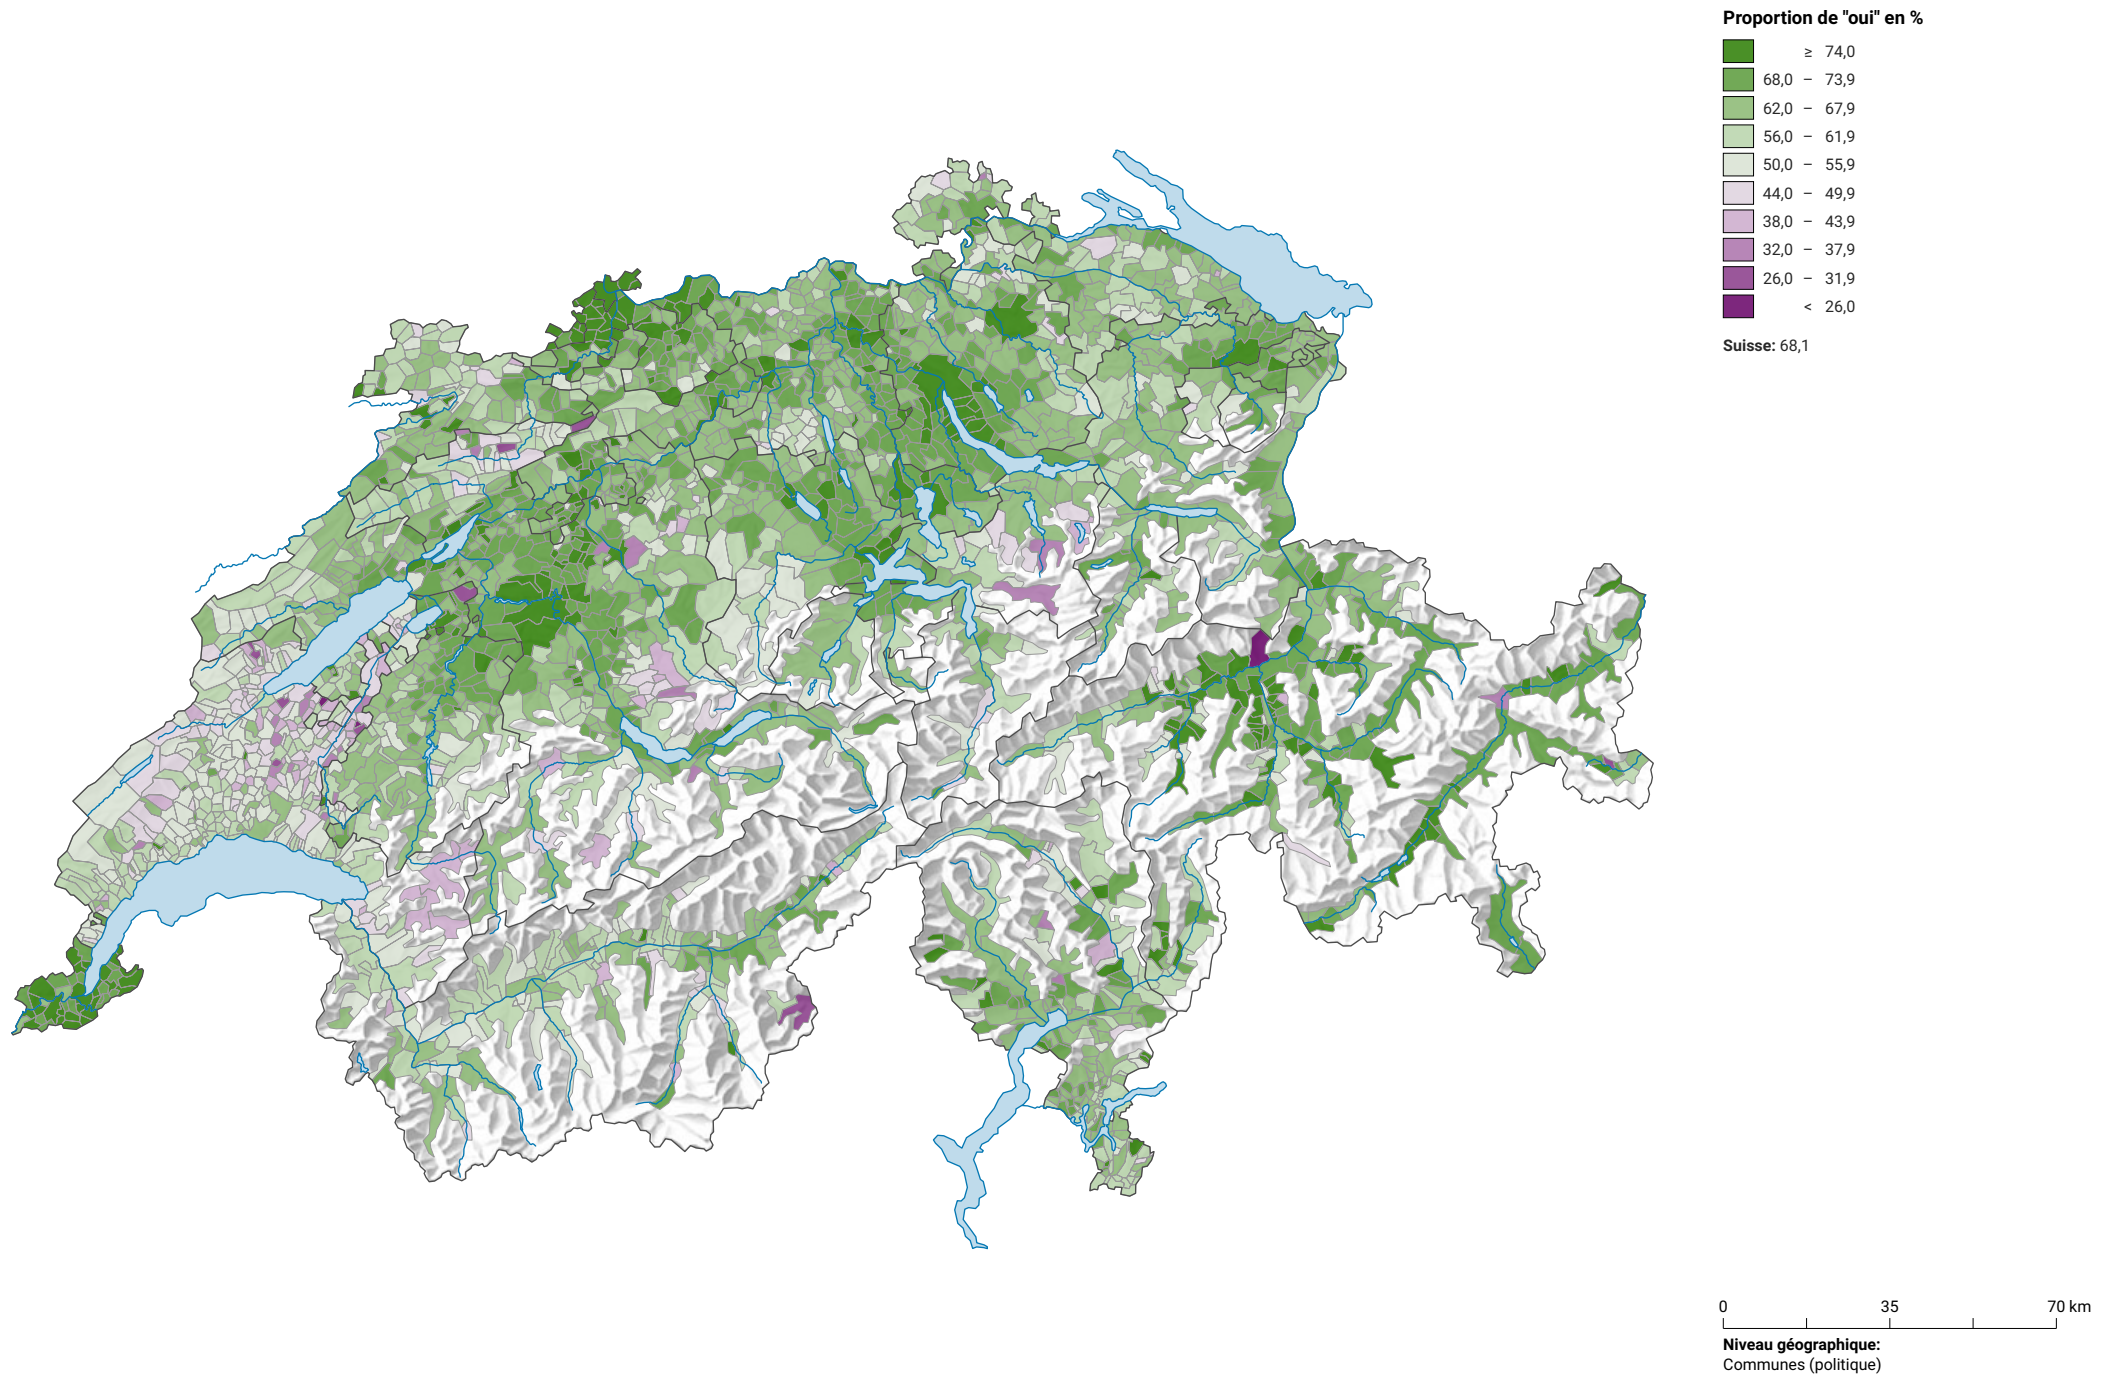 Proportion de "oui" en %
≥ 74,0
68,0 – 73,9
62,0 – 67,9
56,0 – 61,9
50,0 – 55,9
44,0 – 49,9
38,0 – 43,9
32,0 – 37,9
26,0 – 31,9
< 26,0
Suisse: 68,1
0 35 70 km
Niveau géographique:
Communes (politique)